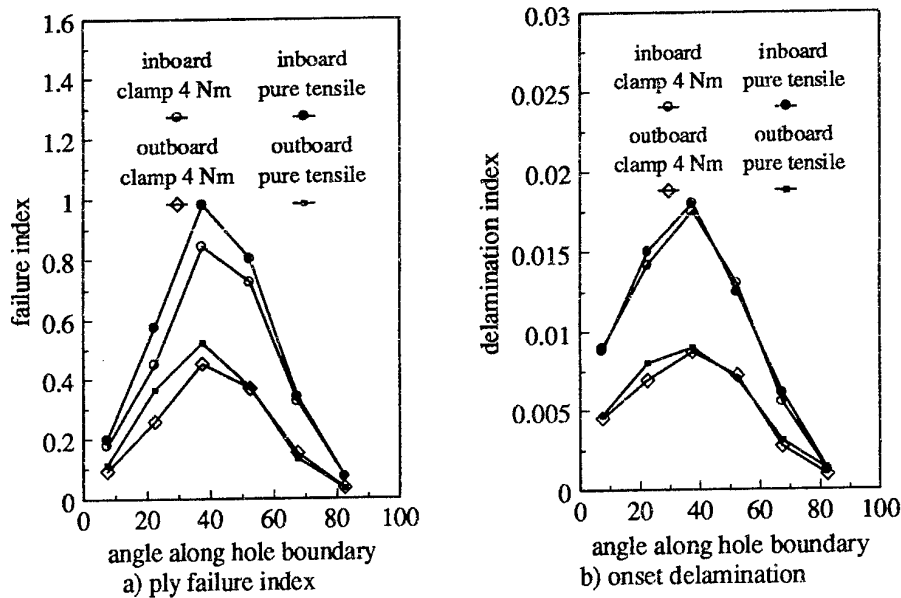 1.6
1.4
1.2
1
0.8
0.6
0.4
0.2
0
failure index
inboard
clamp 4 Nm
inboard
pure tensile
outboard
clamp 4 Nm
outboard
pure tensile
0 20 40 60 80 100
angle along hole boundary
a) ply failure index
0.03
0.025
0.02
0.015
0.01
0.005
0
delamination index
inboard
clamp 4 Nm
inboard
pure tensile
outboard
clamp 4 Nm
outboard
pure tensile
0 20 40 60 80 100
angle along hole boundary
b) onset delamination